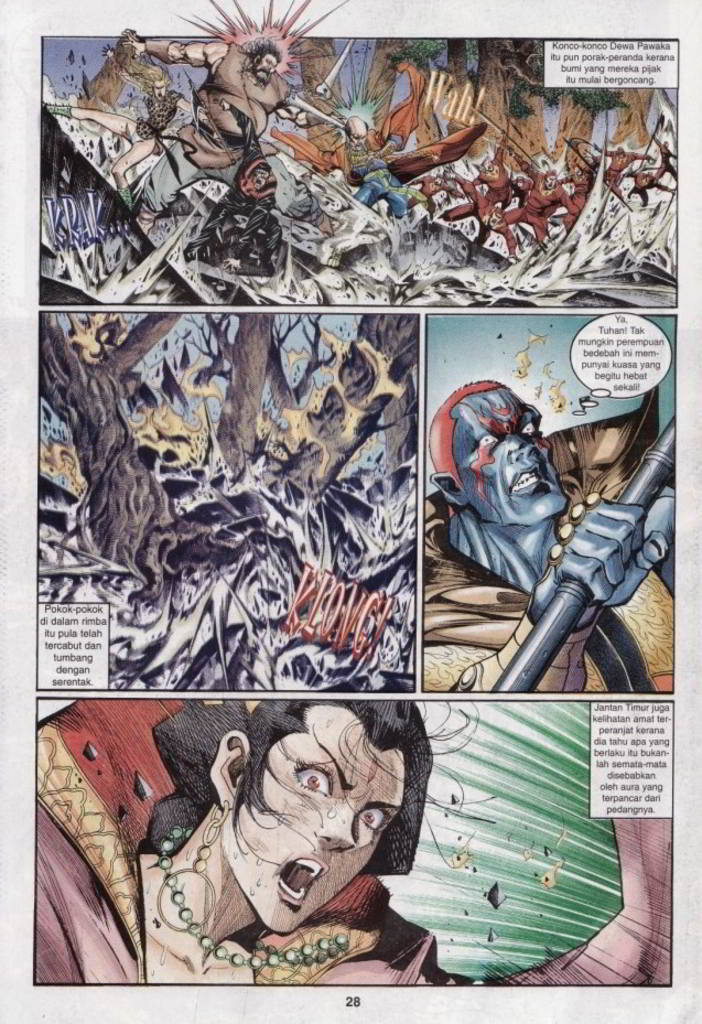 Konco-konco Dewa Pawaka
itu pun porak-peranda kerana
bumi yang mereka pijak
itu mulai bergoncang.
Wah!
KRAK...
Ya,
Tuhan! Tak
mungkin perempuan
bedebah ini mem-
punyai kuasa yang
begitu hebat
sekali!
KLONG!
Pokok-pokok
di dalam rimba
itu pula telah
tercabut dan
tumbang
dengan
serentak.
Jantan Timur juga
kelihatan amat ter-
peranjat kerana
dia tahu apa yang
berlaku itu bukan-
lah semata-mata
disebabkan
oleh aura yang
terpancar dari
pedangnya.
28